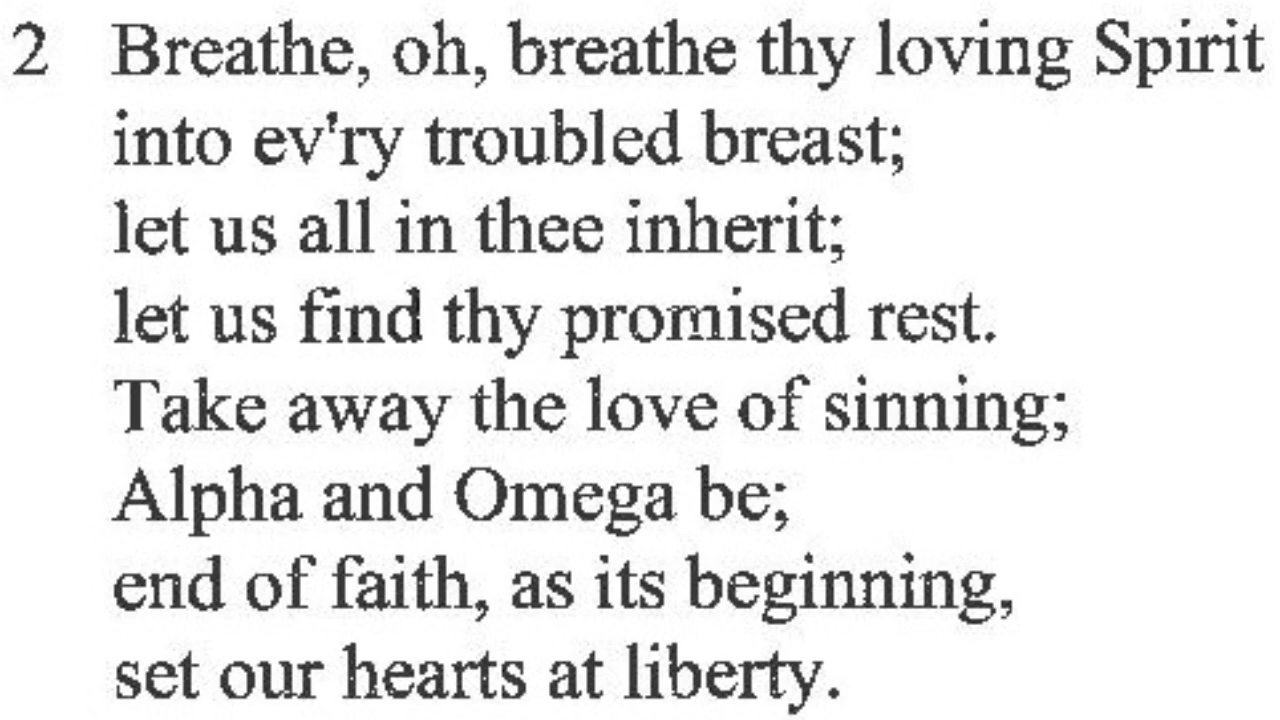 2 Breathe, oh, breathe thy loving Spirit
into ev'ry troubled breast;
let us all in thee inherit;
let us find thy promised rest.
Take away the love of sinning;
Alpha and Omega be;
end of faith, as its beginning,
set our hearts at liberty.